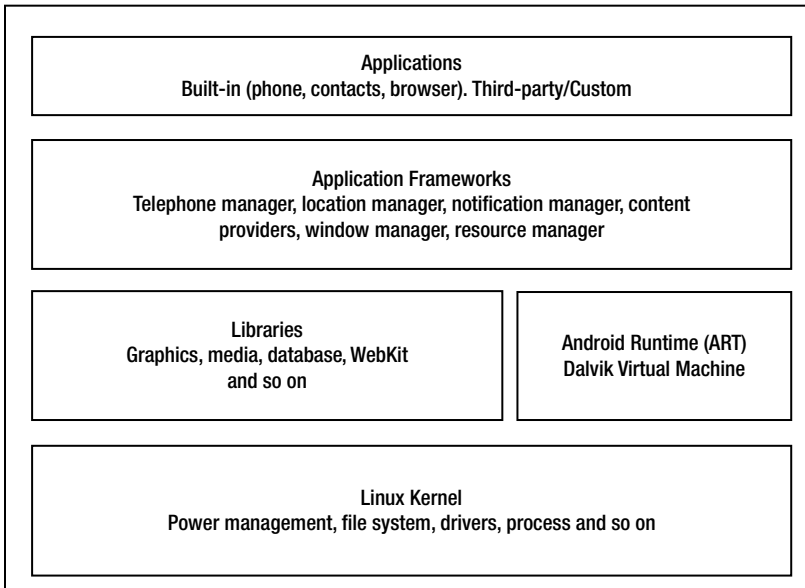 Applications
Built-in (phone, contacts, browser). Third-party/Custom
Application Frameworks
Telephone manager, location manager, notification manager, content
providers, window manager, resource manager
Libraries
Graphics, media, database, WebKit
and so on
Android Runtime (ART)
Dalvik Virtual Machine
Linux Kernel
Power management, file system, drivers, process and so on